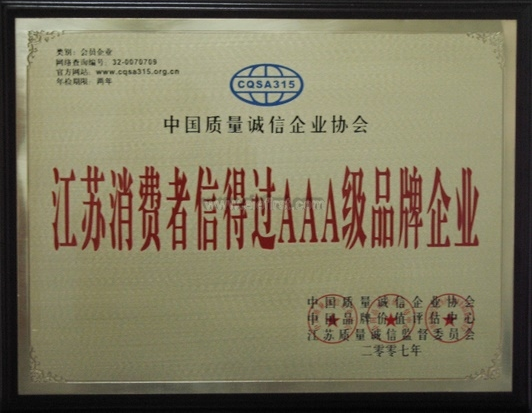 类别：会员企业
网络查询编号：32-0070709
官方网站：www.cqsa315.org.cn
年检期限：两年
CQSA315
中国质量诚信企业协会
江苏消费者信得过AAA级品牌企业
中国质量诚信企业协会
中国品牌价值评估中心
江苏质量诚信监督委员会
二零零七年